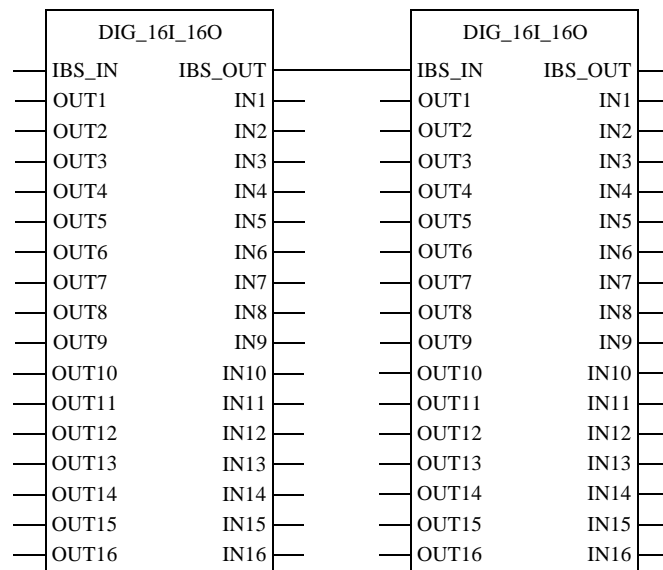 DIG_16I_16O DIG_16I_16O
IBS_IN IBS_OUT IBS_IN IBS_OUT
OUT1 IN1 OUT1 IN1
OUT2 IN2 OUT2 IN2
OUT3 IN3 OUT3 IN3
OUT4 IN4 OUT4 IN4
OUT5 IN5 OUT5 IN5
OUT6 IN6 OUT6 IN6
OUT7 IN7 OUT7 IN7
OUT8 IN8 OUT8 IN8
OUT9 IN9 OUT9 IN9
OUT10 IN10 OUT10 IN10
OUT11 IN11 OUT11 IN11
OUT12 IN12 OUT12 IN12
OUT13 IN13 OUT13 IN13
OUT14 IN14 OUT14 IN14
OUT15 IN15 OUT15 IN15
OUT16 IN16 OUT16 IN16